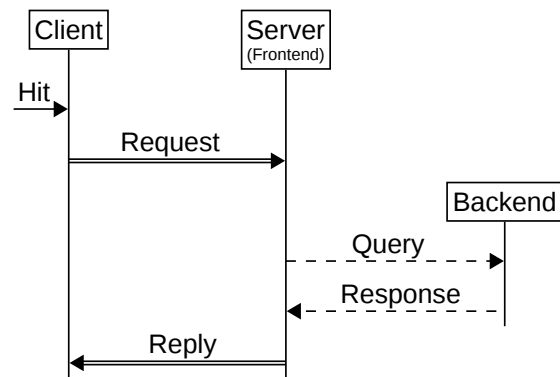 Client
Server
(Frontend)
Hit
Request
Backend
Query
Response
Reply